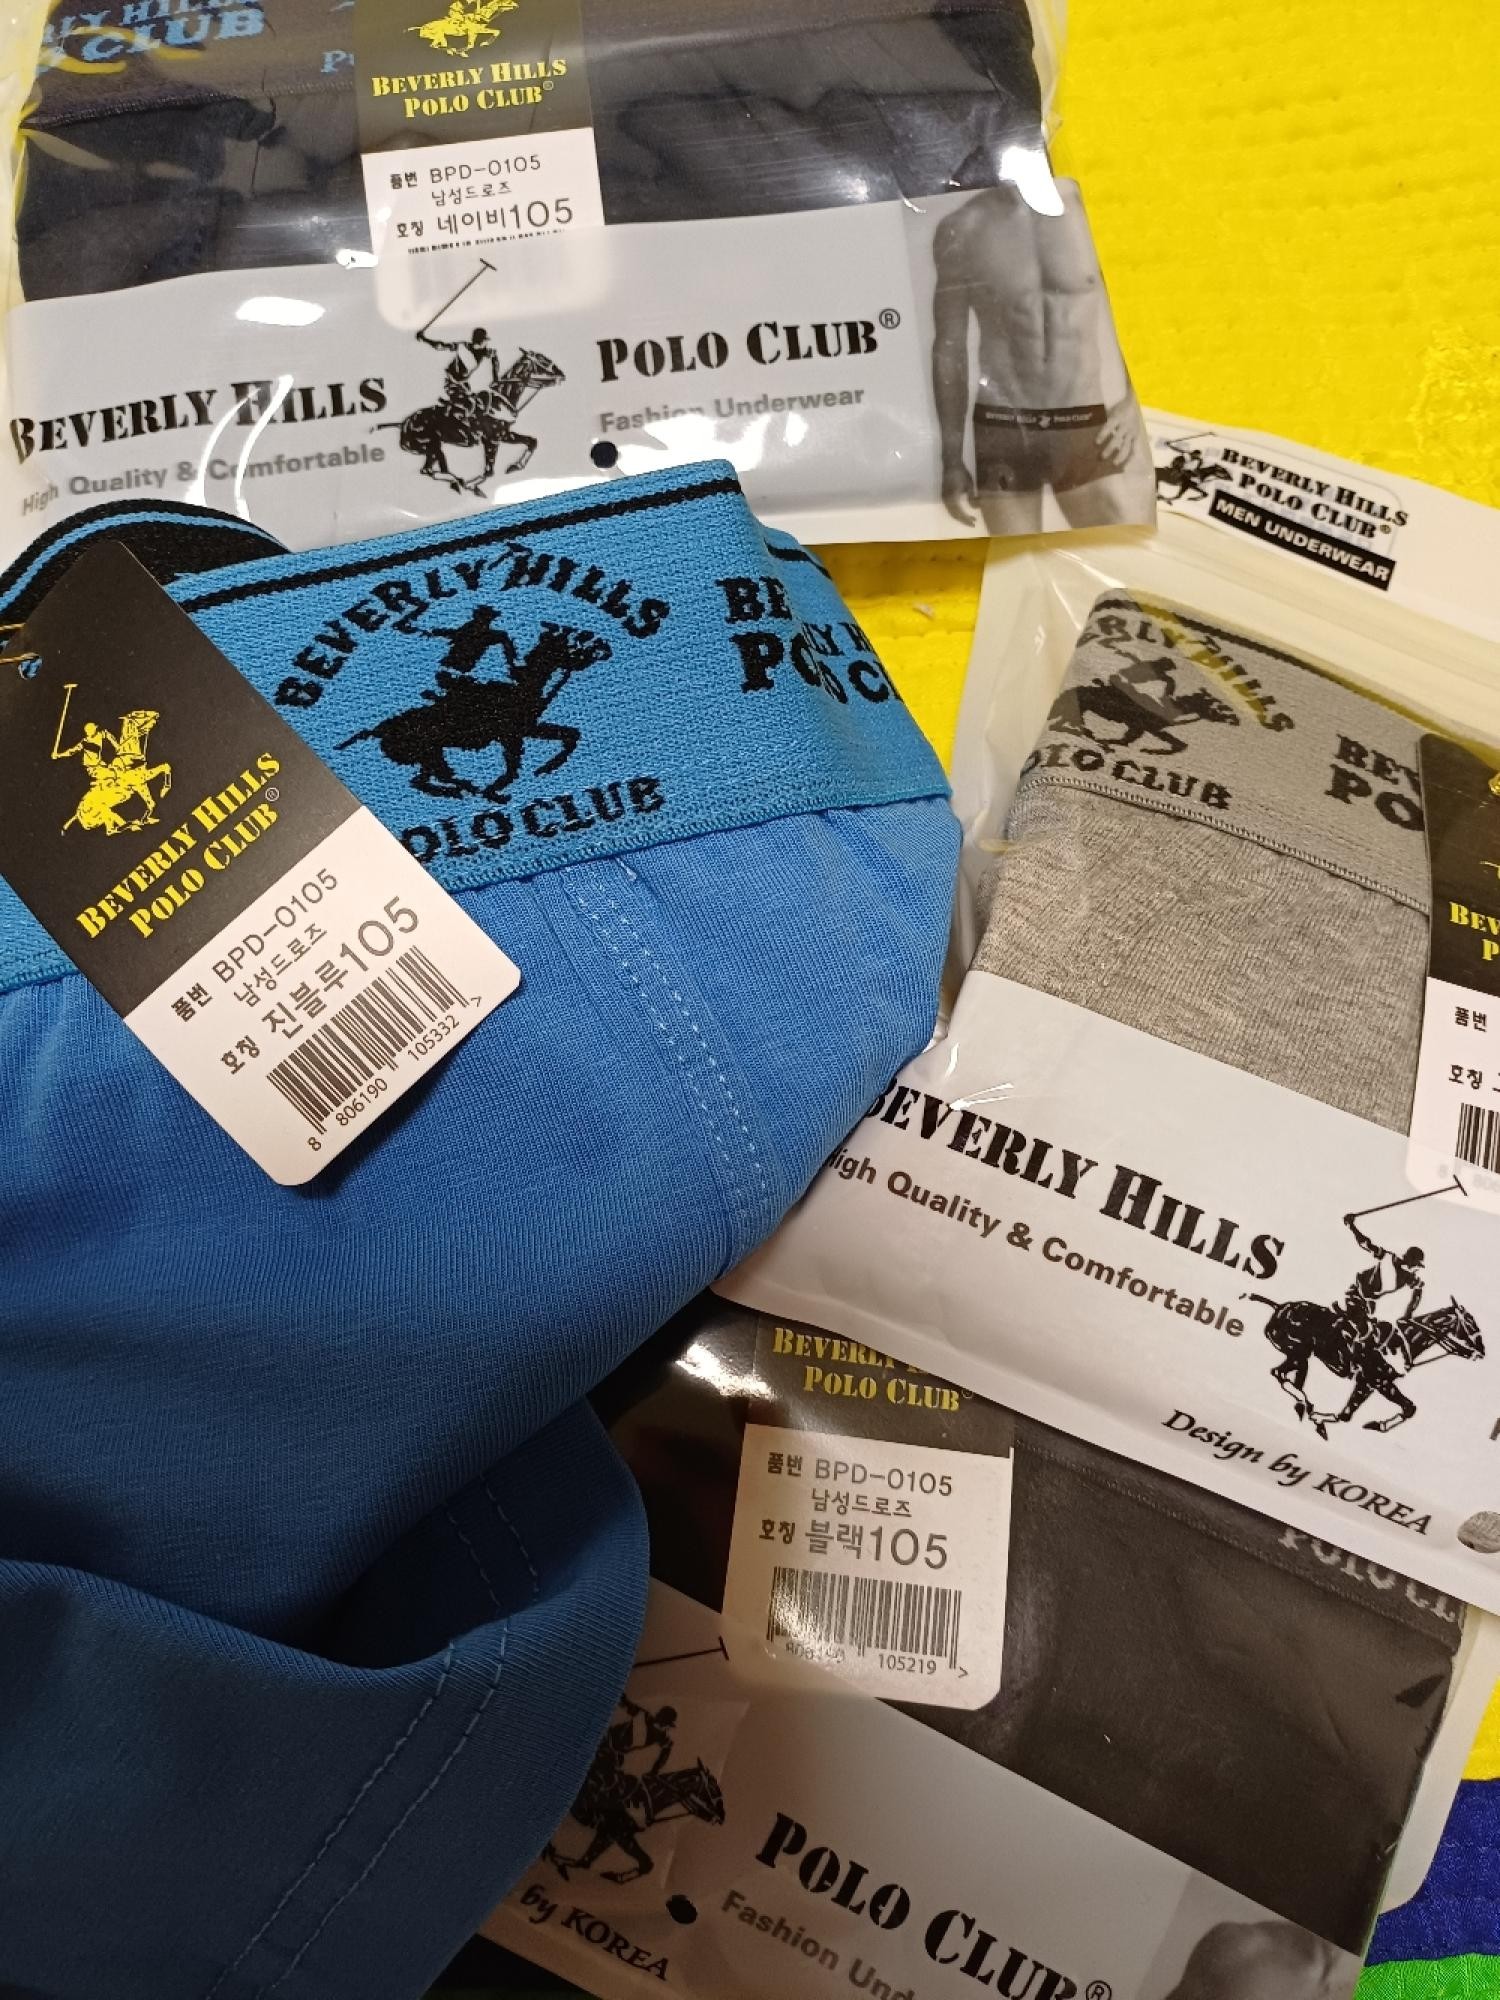 CLUB
BEVERLY HILLS
POLO CLUB®
품번 BPD-0105
남성드로즈
호칭 네이비105
BEVERLY HILLS
POLO CLUB®
High Quality & Comfortable
Fashion Underwear
BEVERLY HILLS
POLO CLUB®
MEN UNDERWEAR
BEVERLY HILLS
POLO CLUB
BEVERLY HILLS
POLO CLUB®
품번 BPD-0105
남성드로즈
호칭 진블루105
8 806190 105332 >
BEVERLY HILLS
POLO CLUB
품번
호칭
BEVERLY HILLS
High Quality & Comfortable
Design by KOREA
BEVERLY
POLO CLUB®
품번 BPD-0105
남성드로즈
호칭 블랙105
105219 >
POLO CLUB®
by KOREA
Fashion